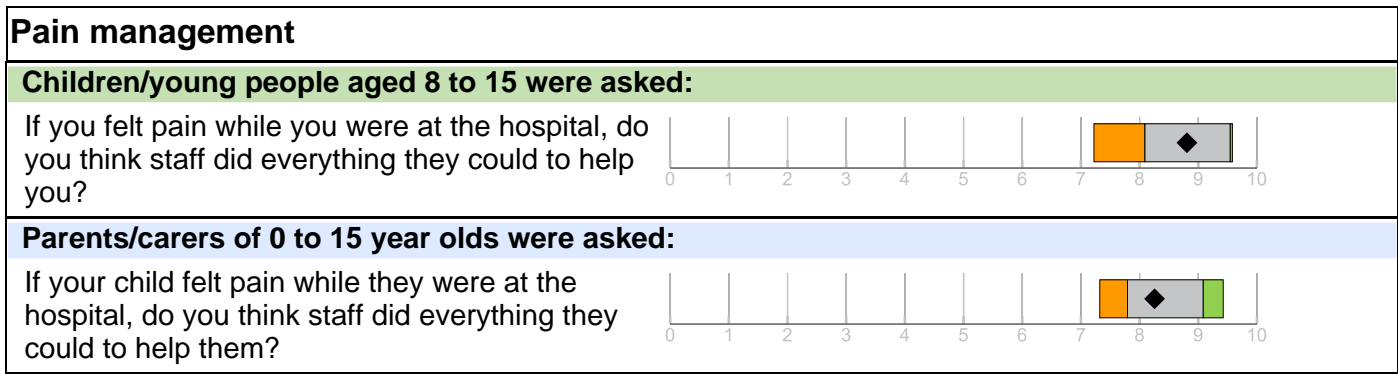 Pain management
Children/young people aged 8 to 15 were asked:
If you felt pain while you were at the hospital, do
you think staff did everything they could to help
you?
0 1 2 3 4 5 6 7 8 9 10
Parents/carers of 0 to 15 year olds were asked:
If your child felt pain while they were at the
hospital, do you think staff did everything they
could to help them?
0 1 2 3 4 5 6 7 8 9 10